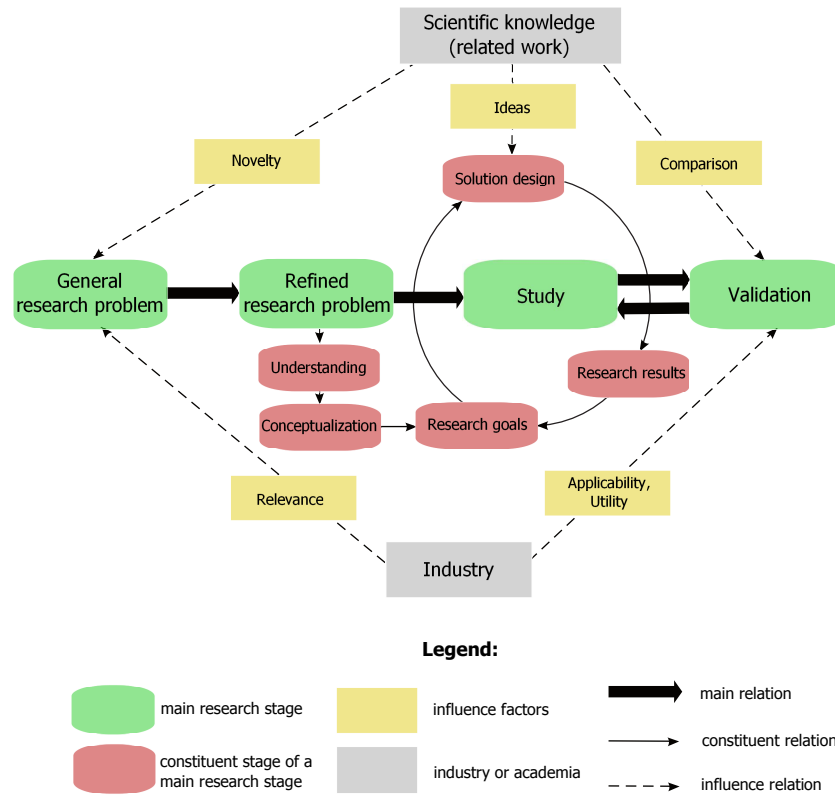 Scientific knowledge
(related work)
Ideas
Novelty
Comparison
Solution design
General
research problem
Refined
research problem
Study
Validation
Understanding
Research results
Conceptualization
Research goals
Relevance
Applicability,
Utility
Industry
Legend:
main research stage
influence factors
main relation
constituent stage of a
main research stage
industry or academia
constituent relation
influence relation